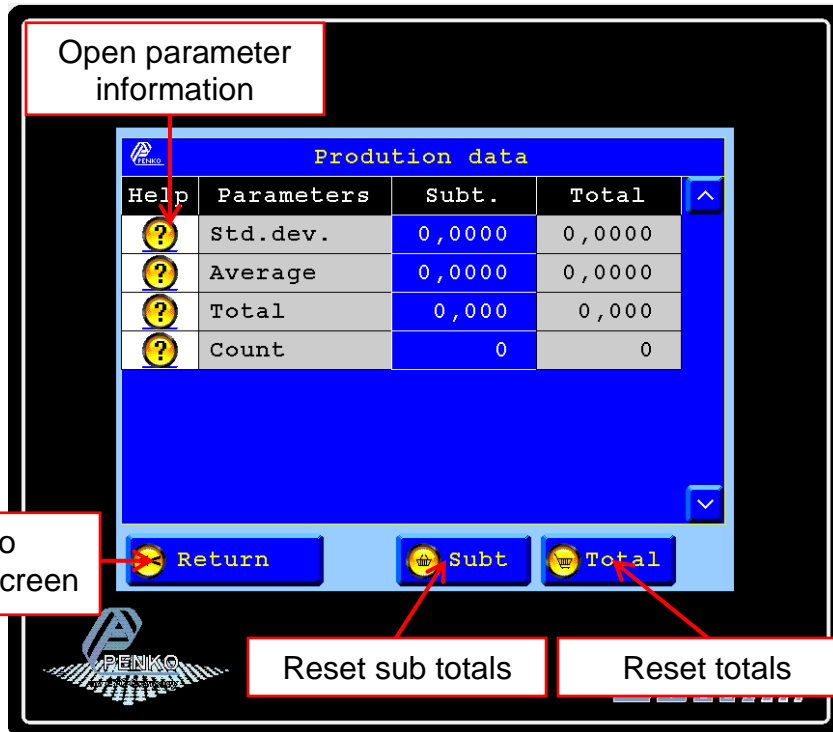 Open parameter
information
PENKO
Prodution data
Help Parameters Subt. Total
? Std.dev. 0,0000 0,0000
? Average 0,0000 0,0000
? Total 0,000 0,000
? Count 0 0
o
creen
Return Subt Total
PENKO
Reset sub totals Reset totals